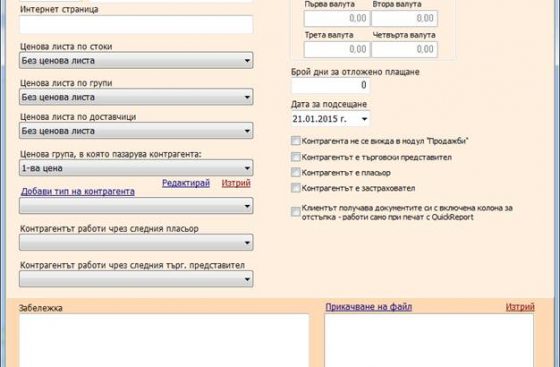 Интернет страница
Ценова листа по стоки
Без ценова листа
Ценова листа по групи
Без ценова листа
Ценова листа по доставчици
Без ценова листа
Ценова група, в която пазарува контрагента:
1-ва цена
Редактирай Изтрий
Добави тип на контрагента
Контрагентът работи чрез следния пласьор
Контрагентът работи чрез следния търг. представител
Първа валута Втора валута
0,00 0,00
Трета валута Четвърта валута
0,00 0,00
Брой дни за отложено плащане
0
Дата за подсещане
21.01.2015 г.
Контрагента не се вижда в модул "Продажби"
Контрагентът е търговски представител
Контрагентът е пласьор
Контрагентът е застраховател
Клиентът получава документите си с включена колона за
отстъпка - работи само при печат с QuickReport
Забележка
Прикачване на файл Изтрий